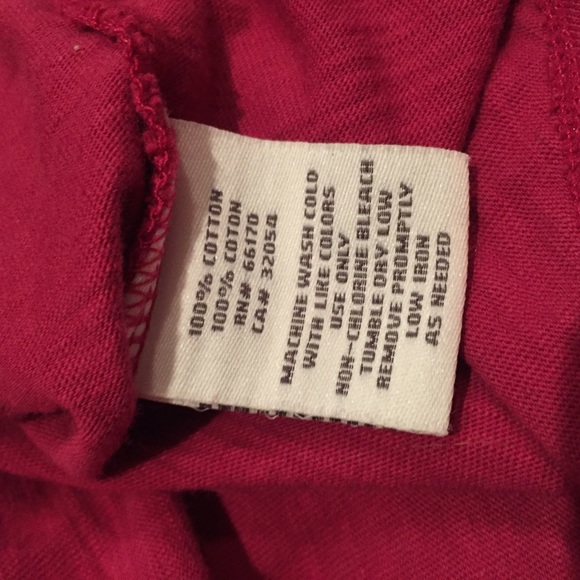 100% COTTON
100% COTON
RN# 66170
CA# 32054
MACHINE WASH COLD
WITH LIKE COLORS
USE ONLY
NON-CHLORINE BLEACH
TUMBLE DRY LOW
REMOVE PROMPTLY
LOW IRON
AS NEEDED